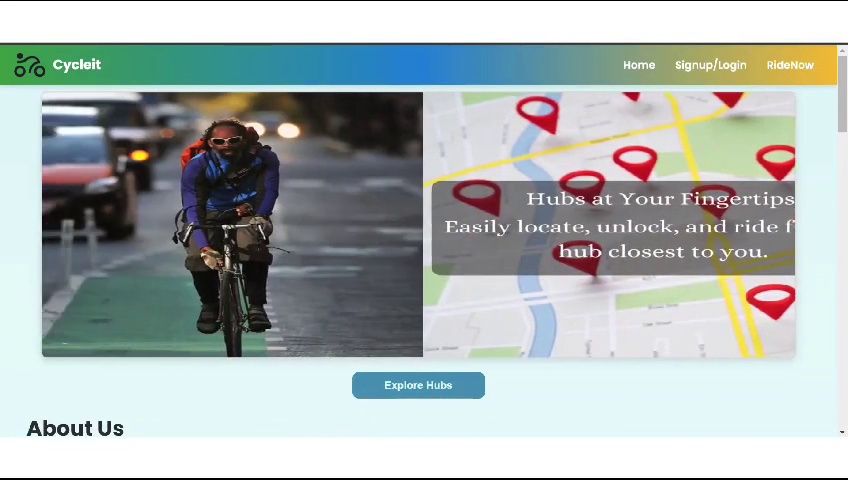 Cycleit
Home Signup/Login RideNow
Hubs at Your Fingertips
Easily locate, unlock, and ride f
hub closest to you.
Explore Hubs
About Us